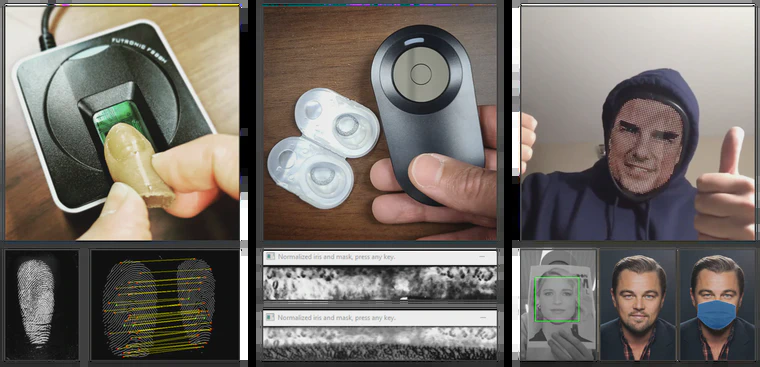 FUTRONIC FS80H
Normalized iris and mask, press any key.
Normalized iris and mask, press any key.